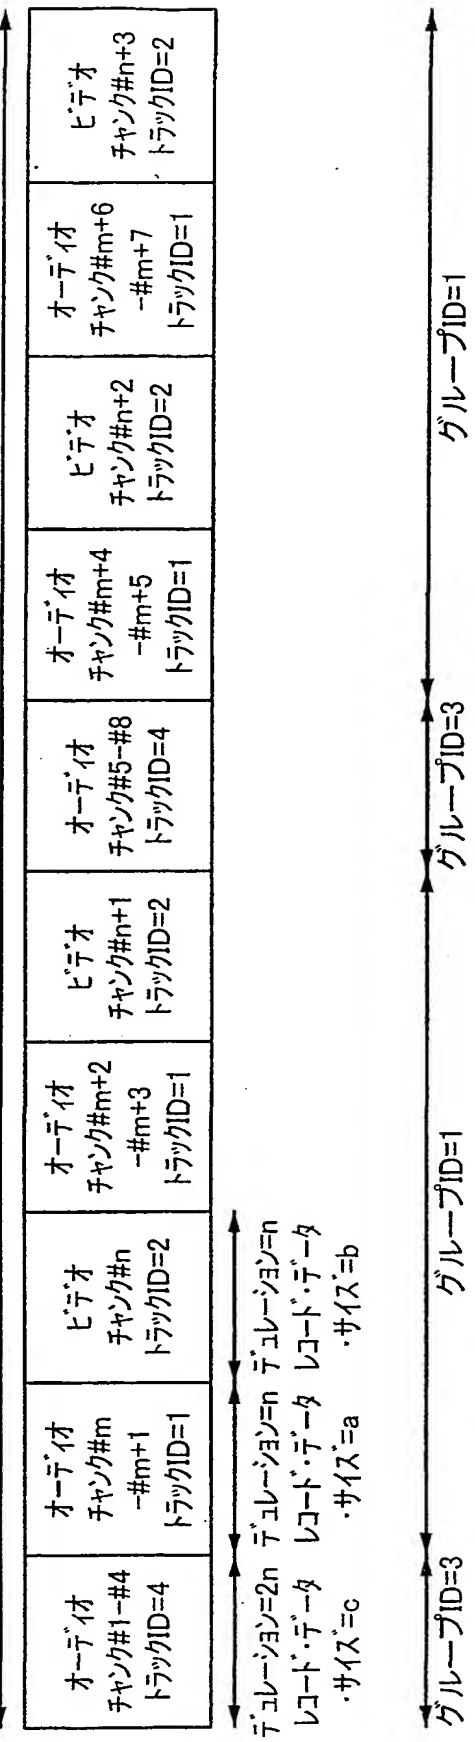 オーディオ
チャンク#1-#4
トラックID=4
オーディオ
チャンク#m
-#m+1
トラックID=1
ビデオ
チャンク#n
トラックID=2
オーディオ
チャンク#m+2
-#m+3
トラックID=1
ビデオ
チャンク#n+1
トラックID=2
オーディオ
チャンク#5-#8
トラックID=4
オーディオ
チャンク#m+4
-#m+5
トラックID=1
ビデオ
チャンク#n+2
トラックID=2
オーディオ
チャンク#m+6
-#m+7
トラックID=1
ビデオ
チャンク#n+3
トラックID=2
デュレーション=2n
レコード・データ
・サイズ=c
デュレーション=n
レコード・データ
・サイズ=a
デュレーション=n
レコード・データ
・サイズ=b
グループID=3
グループID=1
グループID=3
グループID=1